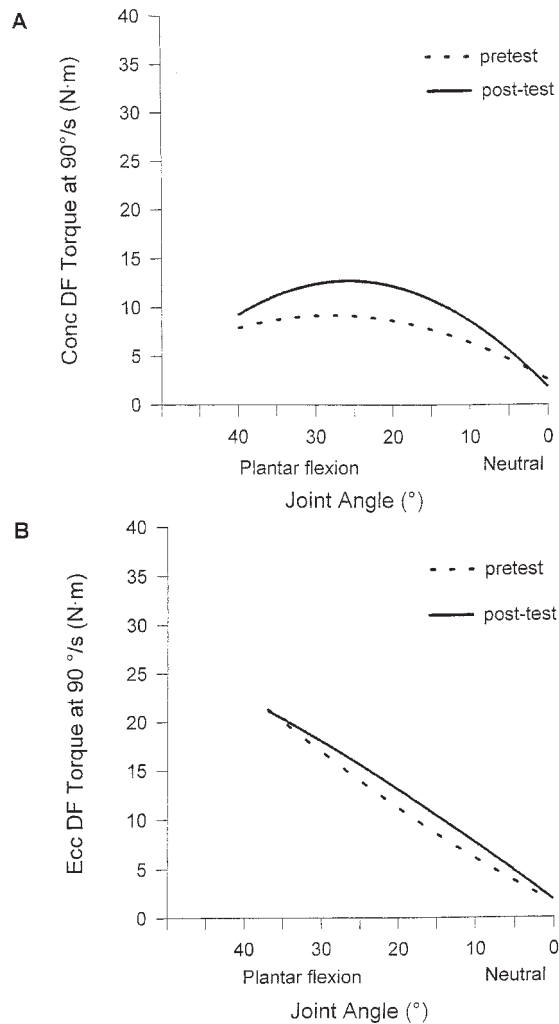 A
40
35
30
25
20
15
10
5
0
Conc DF Torque at 90°/s (N·m)
pretest
post-test
40 30 20 10 0
Plantar flexion Neutral
Joint Angle (°)
B
40
35
30
25
20
15
10
5
0
Ecc DF Torque at 90 °/s (N·m)
pretest
post-test
40 30 20 10 0
Plantar flexion Neutral
Joint Angle (°)